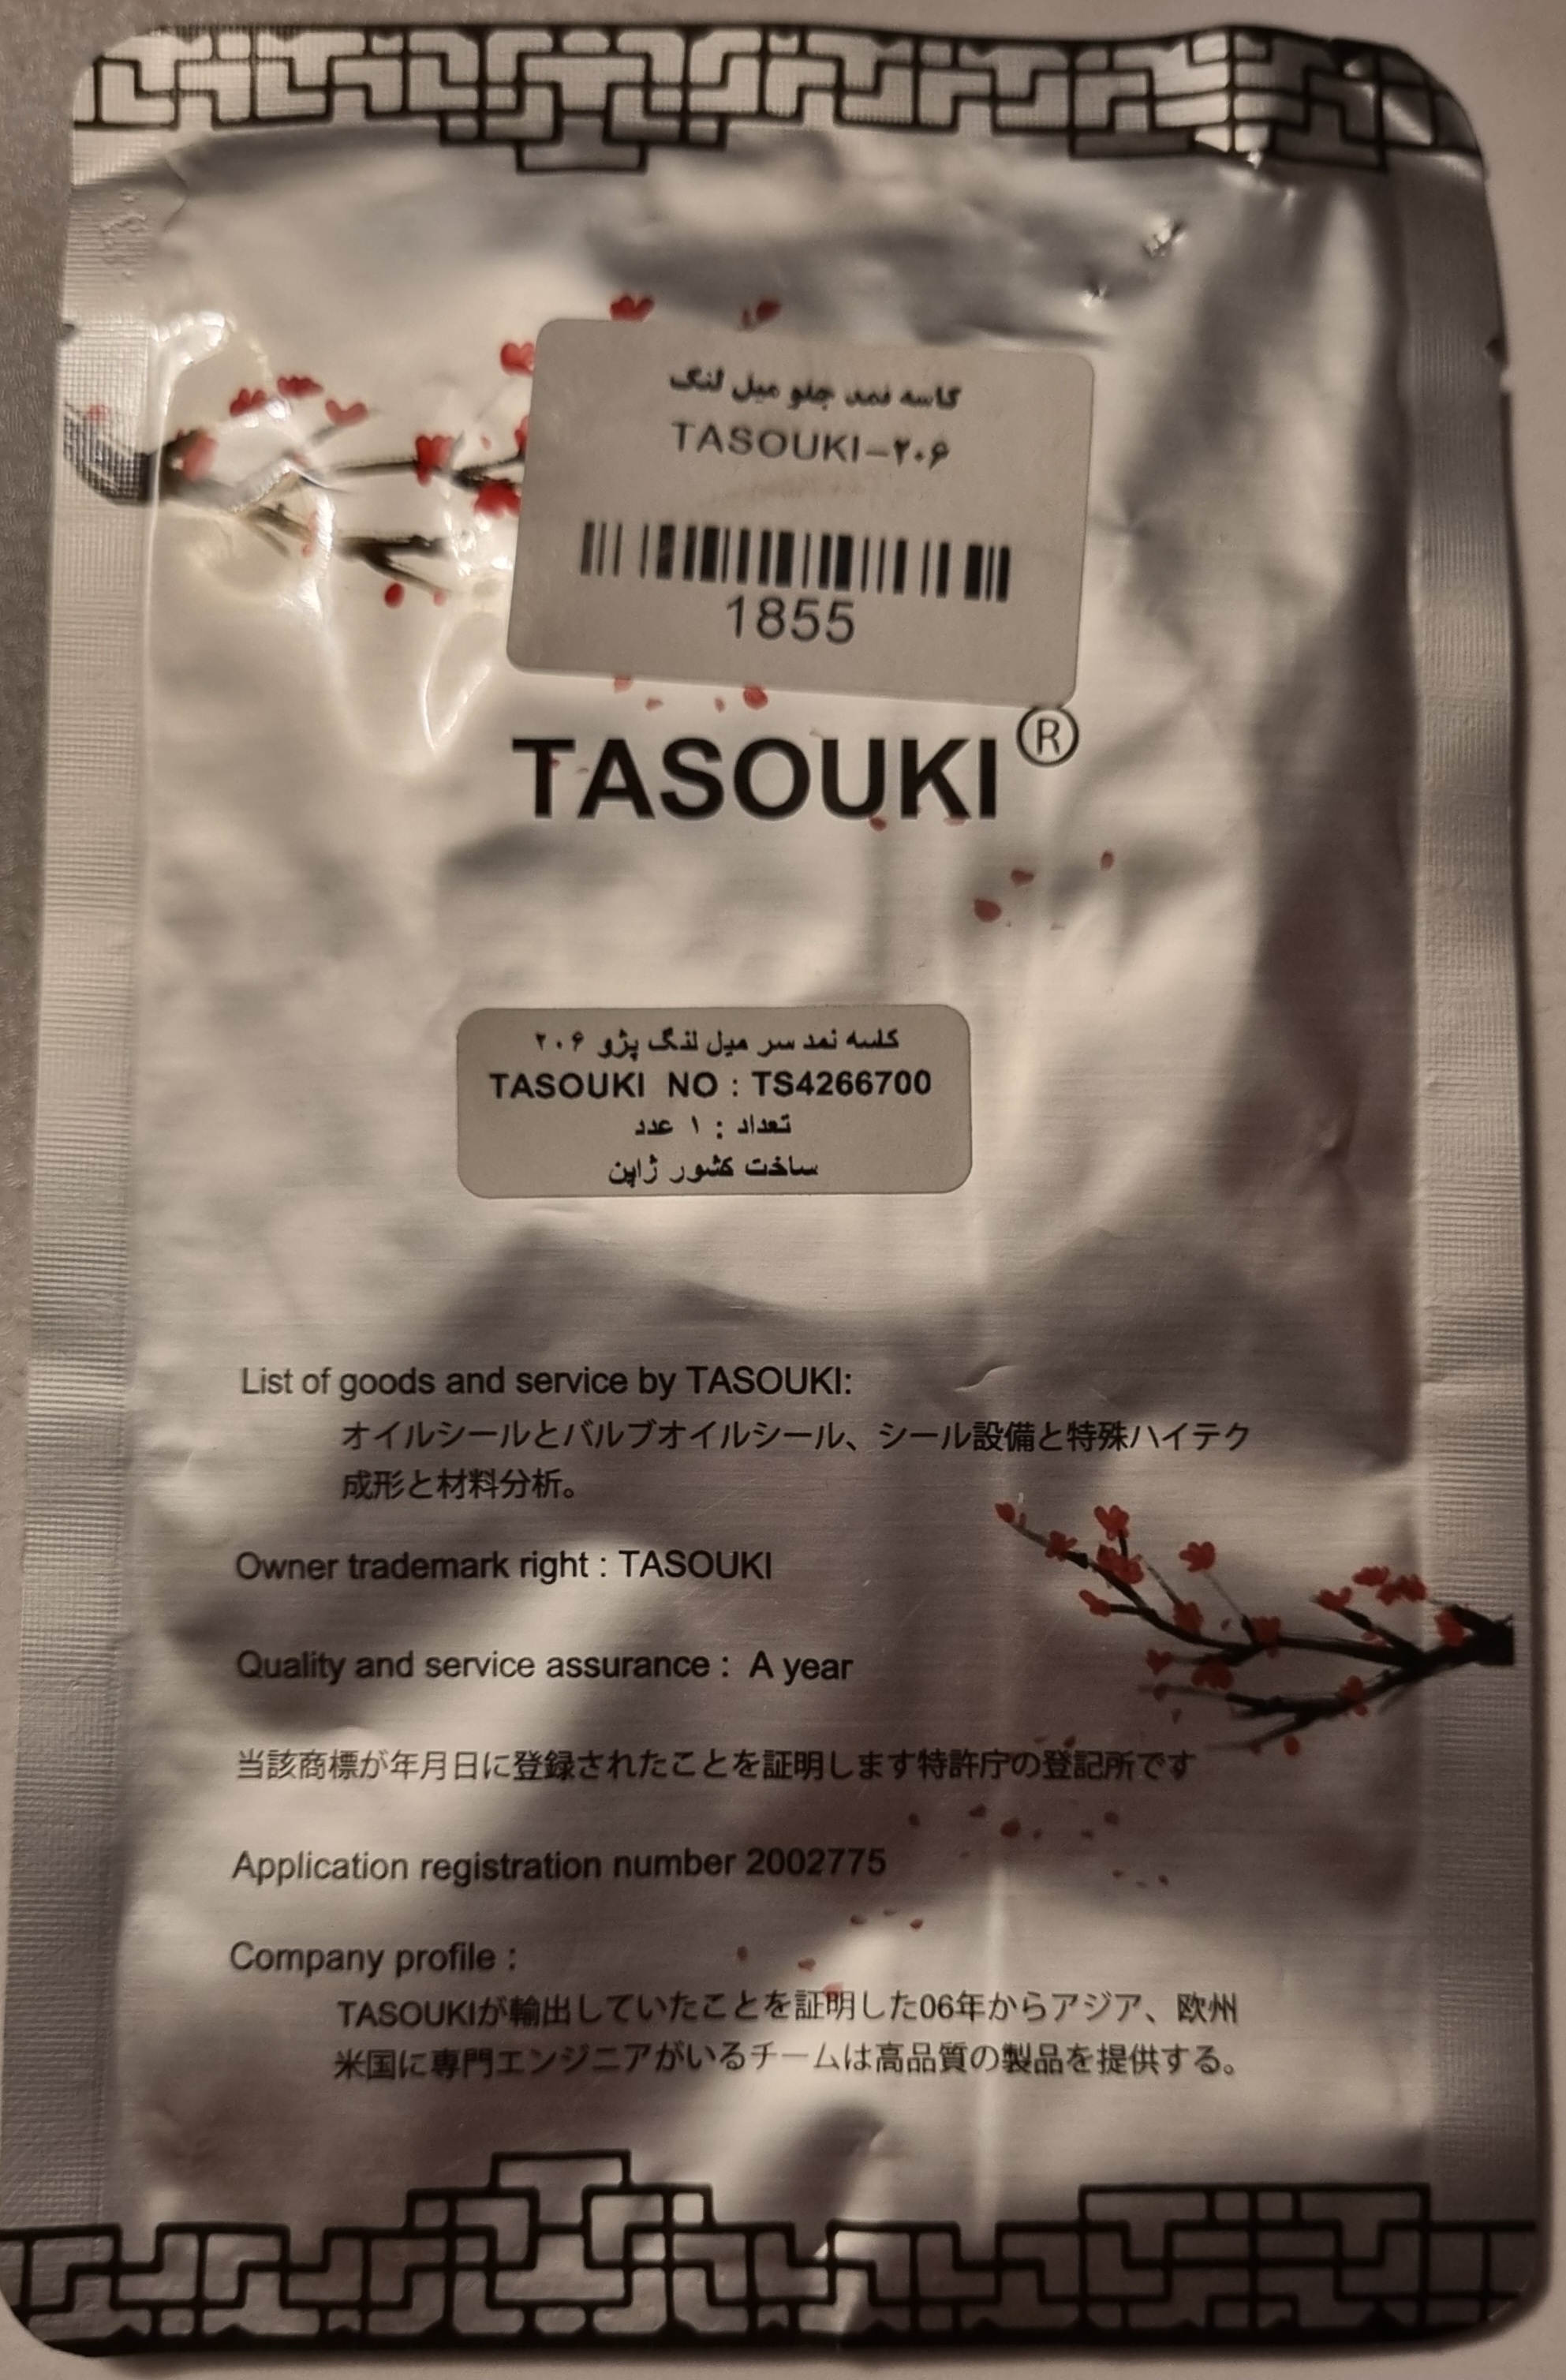 کاسه نمد جلو میل لنگ
TASOUKI-۲۰۶
1855
TASOUKI®
کاسه نمد سر میل لنگ پژو ۲۰۶
TASOUKI NO : TS4266700
تعداد : ۱ عدد
ساخت کشور ژاپن
List of goods and service by TASOUKI:
オイルシールとバルブオイルシール、シール設備と特殊ハイテク
成形と材料分析。
Owner trademark right : TASOUKI
Quality and service assurance : A year
当該商標が年月日に登録されたことを証明します特許庁の登記所です
Application registration number 2002775
Company profile :
TASOUKIが輸出していたことを証明した06年からアジア、欧州
米国に専門エンジニアがいるチームは高品質の製品を提供する。